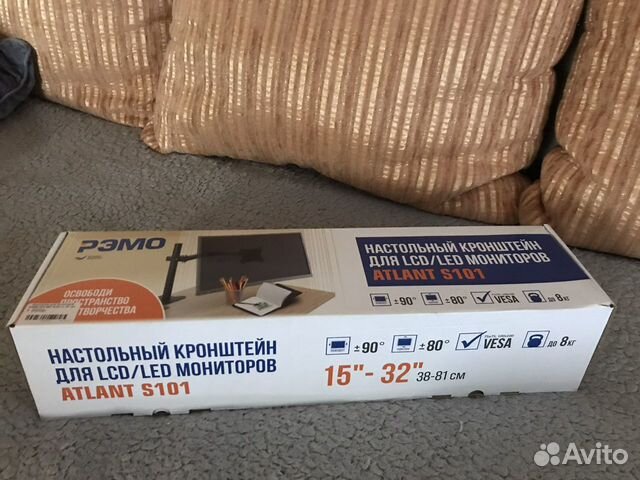 РЭМО
НАСТОЛЬНЫЙ КРОНШТЕЙН
ДЛЯ LCD/LED МОНИТОРОВ
ATLANT S101
±90°
±80°
VESA
до 8кг
ОСВОБОДИ
ПРОСТРАНСТВО
ТВОРЧЕСТВА
НАСТОЛЬНЫЙ КРОНШТЕЙН
ДЛЯ LCD/LED МОНИТОРОВ
ATLANT S101
±90°
±80°
VESA
до 8кг
15"- 32" 38-81 см
Avito